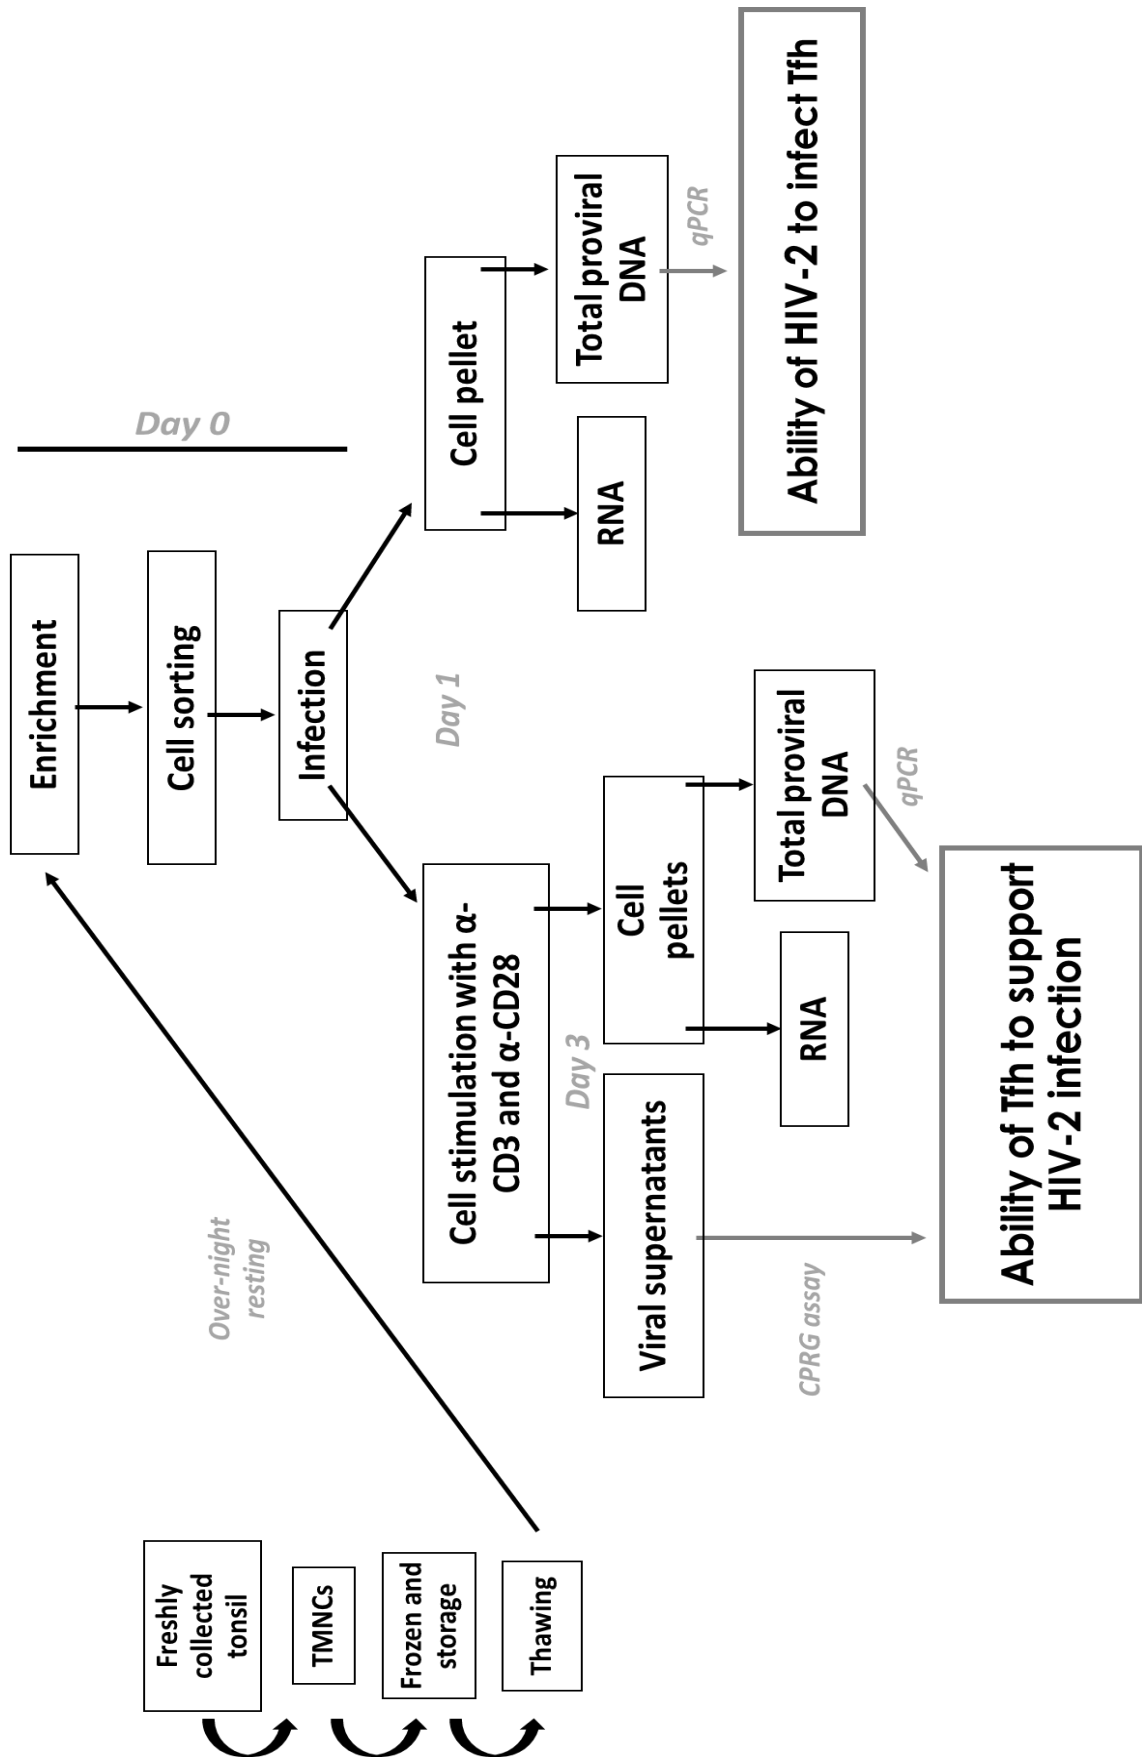 Freshly
collected
tonsil
TMNCs
Frozen and
storage
Thawing
Over-night
resting
Enrichment
Cell sorting
Infection
Day 0
Day 1
Cell stimulation with α-
CD3 and α-CD28
Cell pellet
Day 3
Viral supernatants
Cell
pellets
RNA
Total proviral
DNA
RNA
Total proviral
DNA
CPRG assay
qPCR
qPCR
Ability of Tfh to support
HIV-2 infection
Ability of HIV-2 to infect Tfh